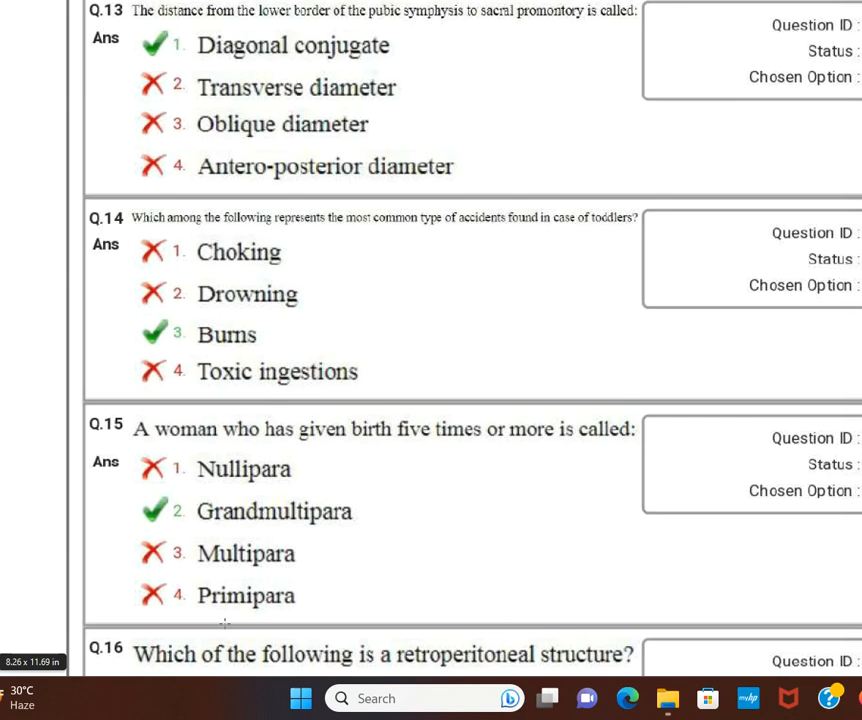 Q.13 The distance from the lower border of the pubic symphysis to sacral promontory is called:
Ans 1. Diagonal conjugate
2. Transverse diameter
3. Oblique diameter
4. Antero-posterior diameter
Question ID :
Status :
Chosen Option :
Q.14 Which among the following represents the most common type of accidents found in case of toddlers?
Ans 1. Choking
2. Drowning
3. Burns
4. Toxic ingestions
Question ID :
Status :
Chosen Option :
Q.15 A woman who has given birth five times or more is called:
Ans 1. Nullipara
2. Grandmultipara
3. Multipara
4. Primipara
Question ID :
Status :
Chosen Option :
Q.16 Which of the following is a retroperitoneal structure?
Question ID :
8.26 x 11.69 in
30°C
Haze
Search
myhp